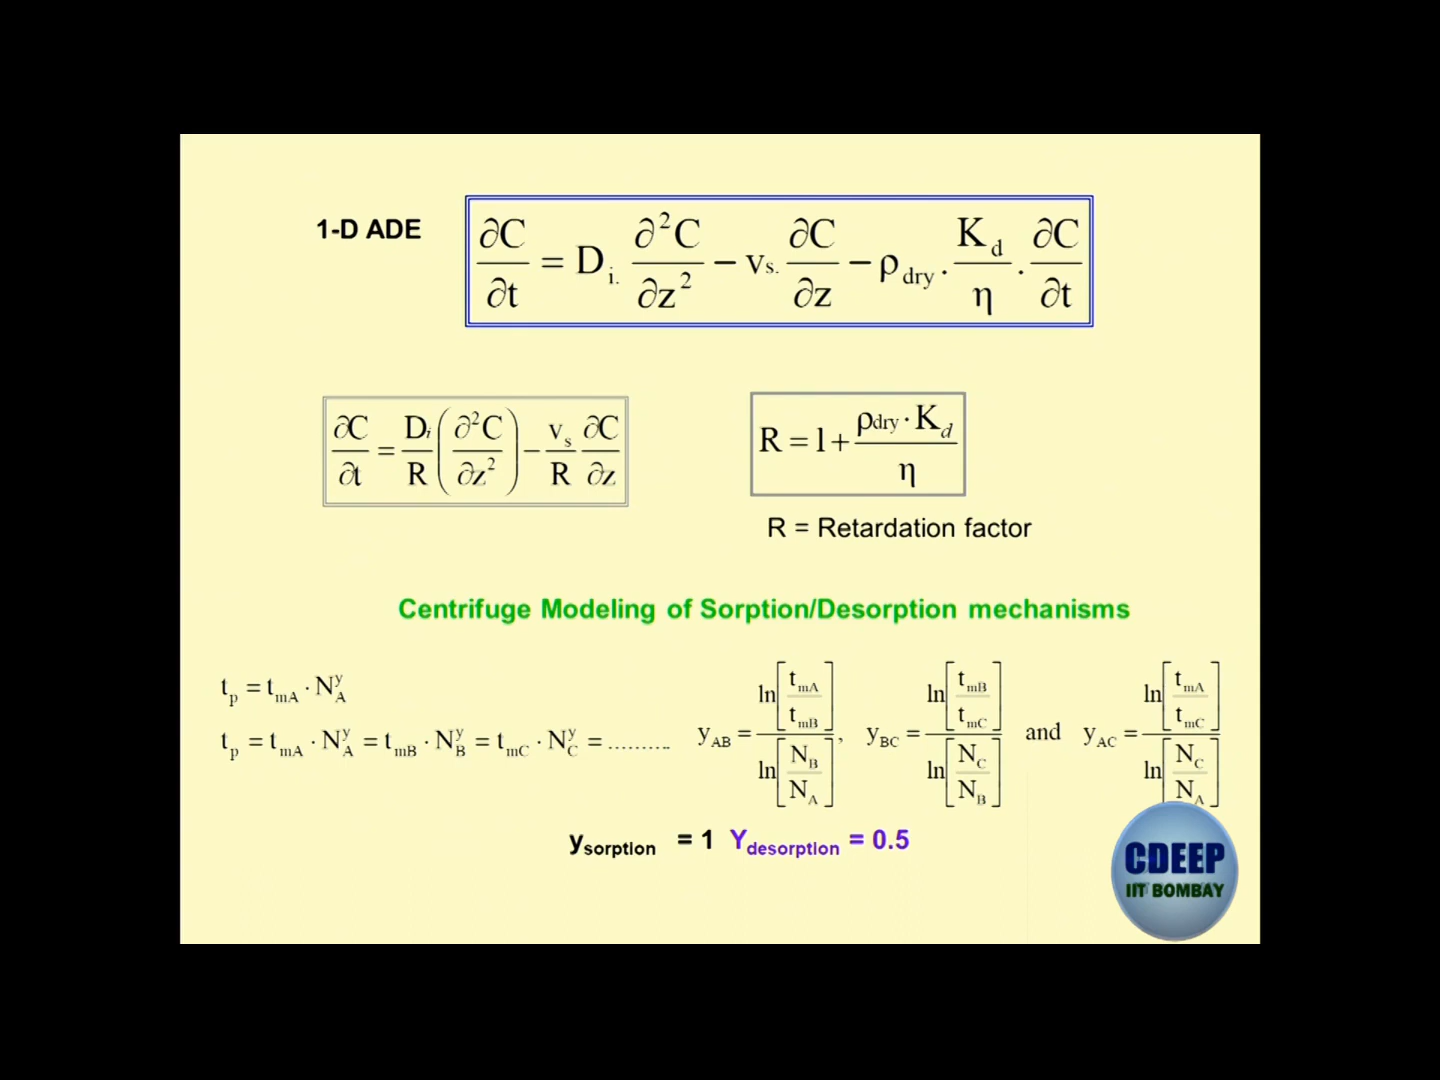 1-D ADE
∂C/∂t = D_i. ∂²C/∂z² − v_s. ∂C/∂z − ρ_dry . K_d/η . ∂C/∂t
∂C/∂t = D_i/R (∂²C/∂z²) − v_s/R ∂C/∂z
R = 1 + ρ_dry · K_d / η
R = Retardation factor
Centrifuge Modeling of Sorption/Desorption mechanisms
t_p = t_mA · N_A^y
t_p = t_mA · N_A^y = t_mB · N_B^y = t_mC · N_C^y = ..........
y_AB = ln[t_mA/t_mB] / ln[N_B/N_A], y_BC = ln[t_mB/t_mC] / ln[N_C/N_B] and y_AC = ln[t_mA/t_mC] / ln[N_C/N_A]
y_sorption = 1 Y_desorption = 0.5
CDEEP
IIT BOMBAY